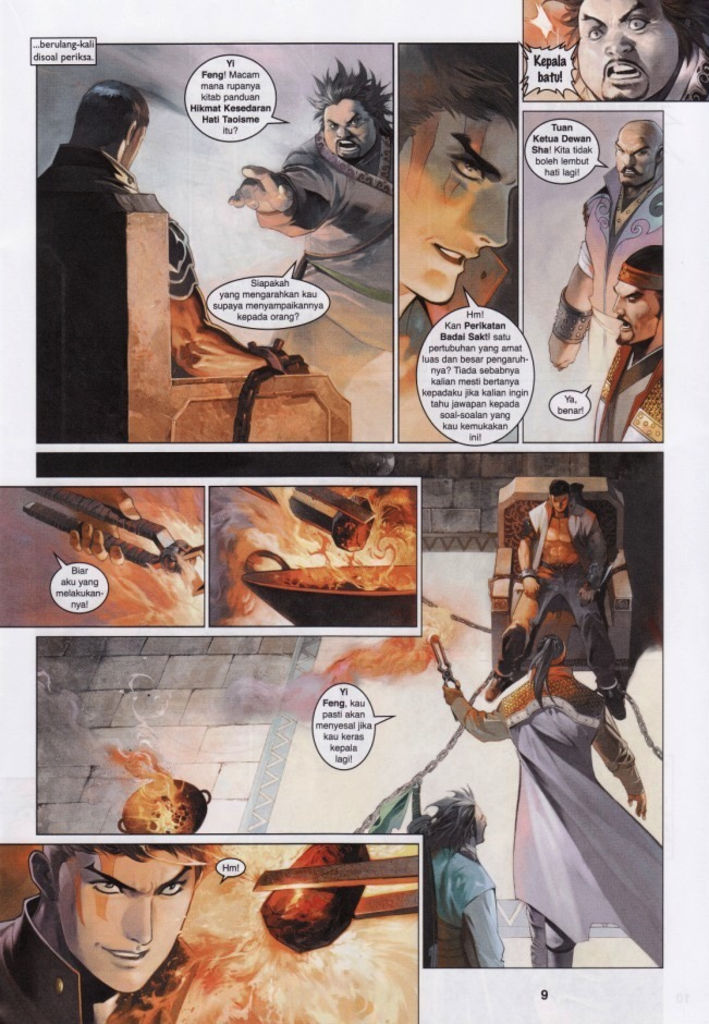 ...berulang-kali
disoal periksa.
Yi
Feng! Macam
mana rupanya
kitab panduan
Hikmat Kesedaran
Hati Taoisme
itu?
Siapakah
yang mengarahkan kau
supaya menyampaikannya
kepada orang?
Hm!
Kan Perikatan
Badai Sakti satu
pertubuhan yang amat
luas dan besar pengaruh-
nya? Tiada sebabnya
kalian mesti bertanya
kepadaku jika kalian ingin
tahu jawapan kepada
soal-soalan yang
kau kemukakan
ini!
Kepala
batu!
Tuan
Ketua Dewan
Sha! Kita tidak
boleh lembut
hati lagi!
Ya,
benar!
Biar
aku yang
melakukan-
nya!
Yi
Feng, kau
pasti akan
menyesal jika
kau keras
kepala
lagi!
Hm!
9